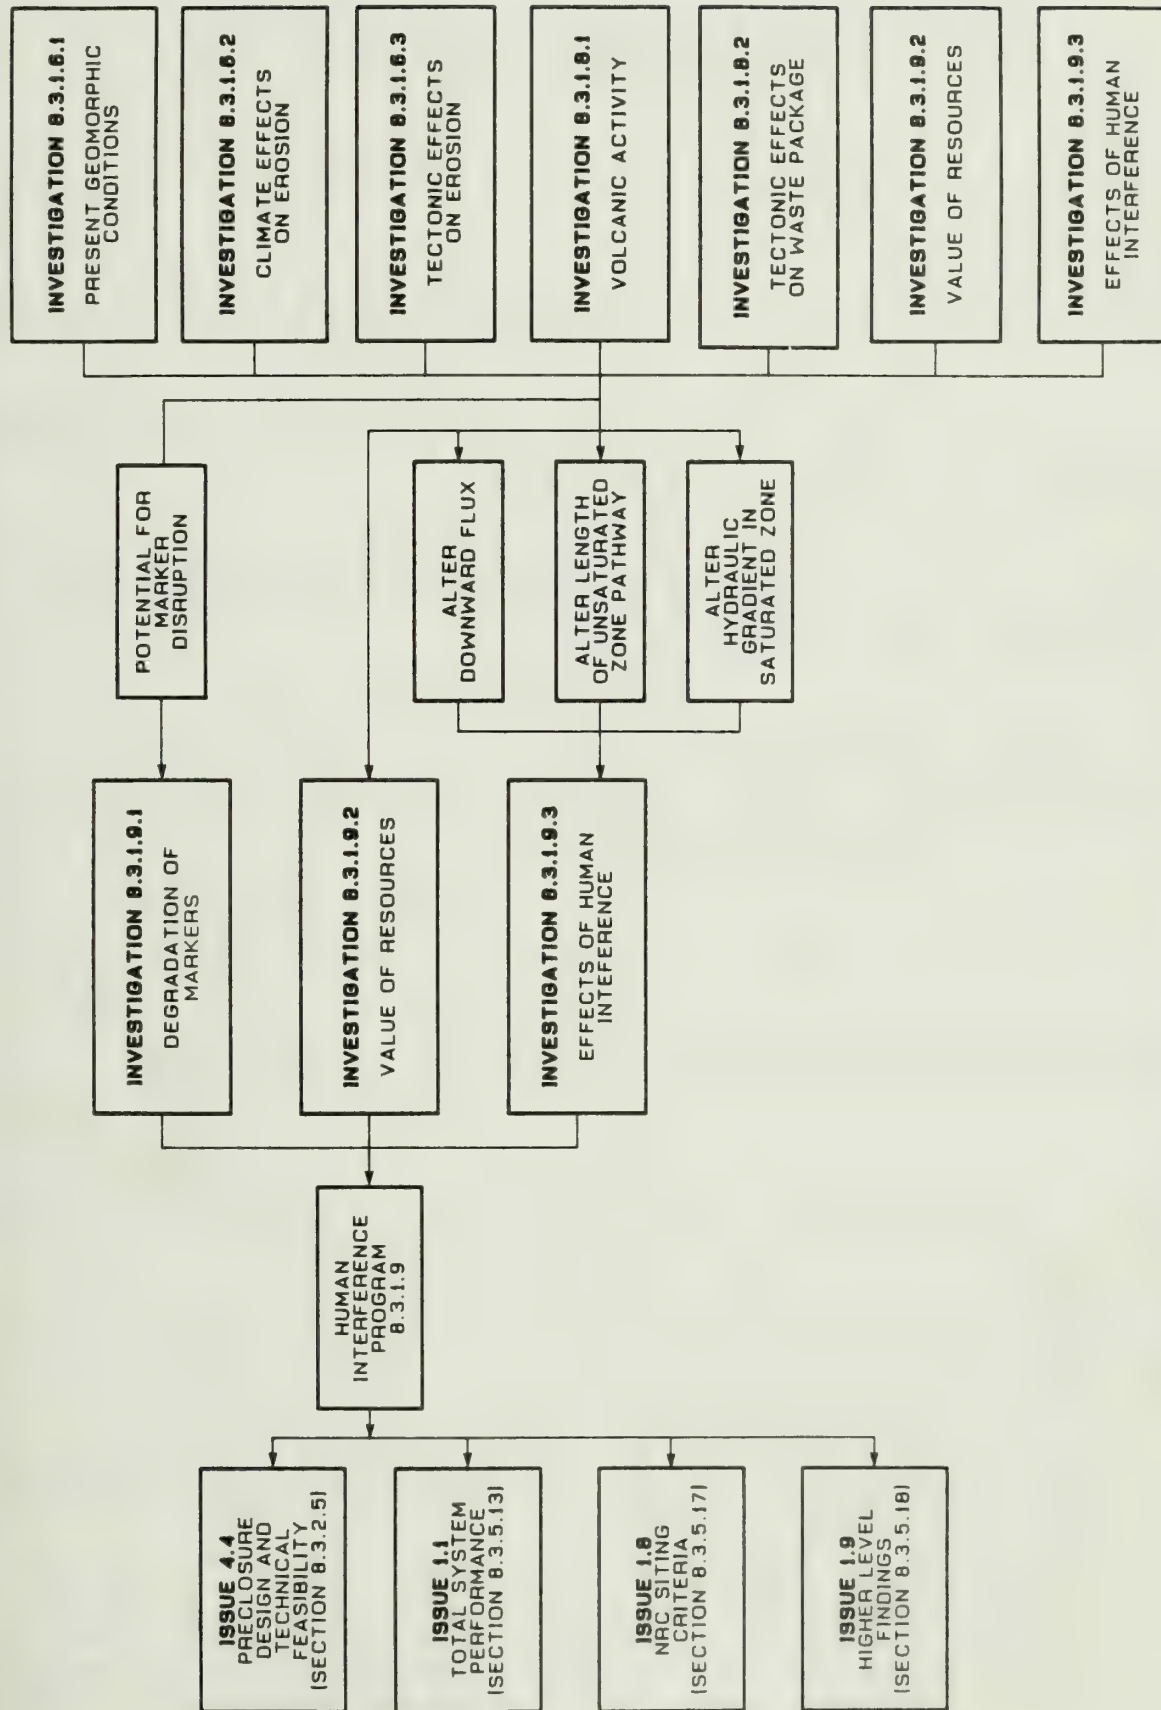 ISSUE 4.4
PRECLOSURE
DESIGN AND
TECHNICAL
FEASIBILITY
(SECTION 8.3.2.5)
ISSUE 1.1
TOTAL SYSTEM
PERFORMANCE
(SECTION 8.3.5.13)
ISSUE 1.8
NRC SITING
CRITERIA
(SECTION 8.3.5.17)
ISSUE 1.9
HIGHER LEVEL
FINDINGS
(SECTION 8.3.5.18)
HUMAN
INTERFERENCE
PROGRAM
8.3.1.9
INVESTIGATION 8.3.1.9.1
DEGRADATION OF
MARKERS
INVESTIGATION 8.3.1.9.2
VALUE OF RESOURCES
INVESTIGATION 8.3.1.9.3
EFFECTS OF HUMAN
INTEFERENCE
POTENTIAL FOR
MARKER
DISRUPTION
ALTER
DOWNWARD FLUX
ALTER LENGTH
OF UNSATURATED
ZONE PATHWAY
ALTER
HYDRAULIC
GRADIENT IN
SATURATED ZONE
INVESTIGATION 8.3.1.6.1
PRESENT GEOMORPHIC
CONDITIONS
INVESTIGATION 8.3.1.6.2
CLIMATE EFFECTS
ON EROSION
INVESTIGATION 8.3.1.6.3
TECTONIC EFFECTS
ON EROSION
INVESTIGATION 8.3.1.8.1
VOLCANIC ACTIVITY
INVESTIGATION 8.3.1.8.2
TECTONIC EFFECTS
ON WASTE PACKAGE
INVESTIGATION 8.3.1.9.2
VALUE OF RESOURCES
INVESTIGATION 8.3.1.9.3
EFFECTS OF HUMAN
INTERFERENCE